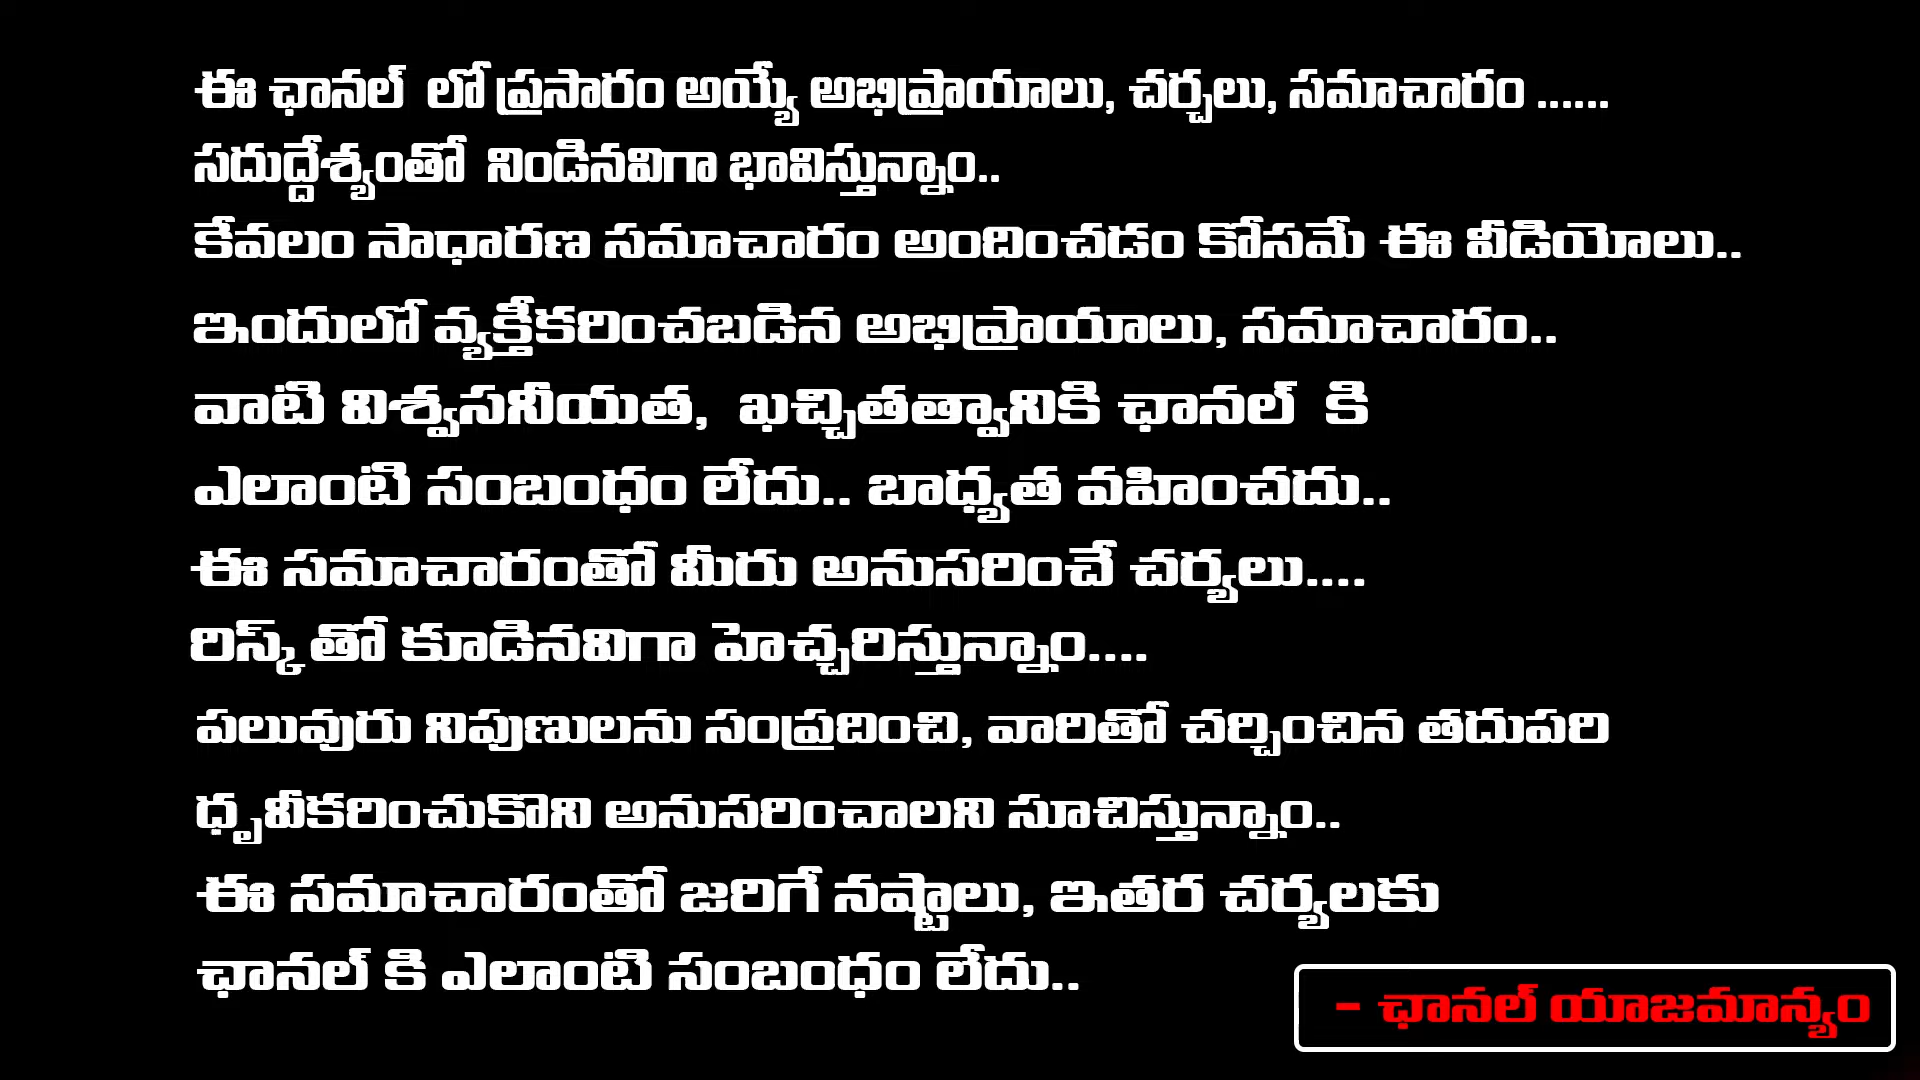 ఈ ఛానల్ లో ప్రసారం అయ్యే అభిప్రాయాలు, చర్చలు, సమాచారం ......
సదుద్దేశ్యంతో నిండినవిగా భావిస్తున్నాం..
కేవలం సాధారణ సమాచారం అందించడం కోసమే ఈ వీడియోలు..
ఇందులో వ్యక్తీకరించబడిన అభిప్రాయాలు, సమాచారం..
వాటి విశ్వసనీయత, ఖచ్చితత్వానికి ఛానల్ కి
ఎలాంటి సంబంధం లేదు.. బాధ్యత వహించదు..
ఈ సమాచారంతో మీరు అనుసరించే చర్యలు....
రిస్క్ తో కూడినవిగా హెచ్చరిస్తున్నాం....
పలువురు నిపుణులను సంప్రదించి, వారితో చర్చించిన తదుపరి
ధృవీకరించుకొని అనుసరించాలని సూచిస్తున్నాం..
ఈ సమాచారంతో జరిగే నష్టాలు, ఇతర చర్యలకు
ఛానల్ కి ఎలాంటి సంబంధం లేదు..
- ఛానల్ యాజమాన్యం